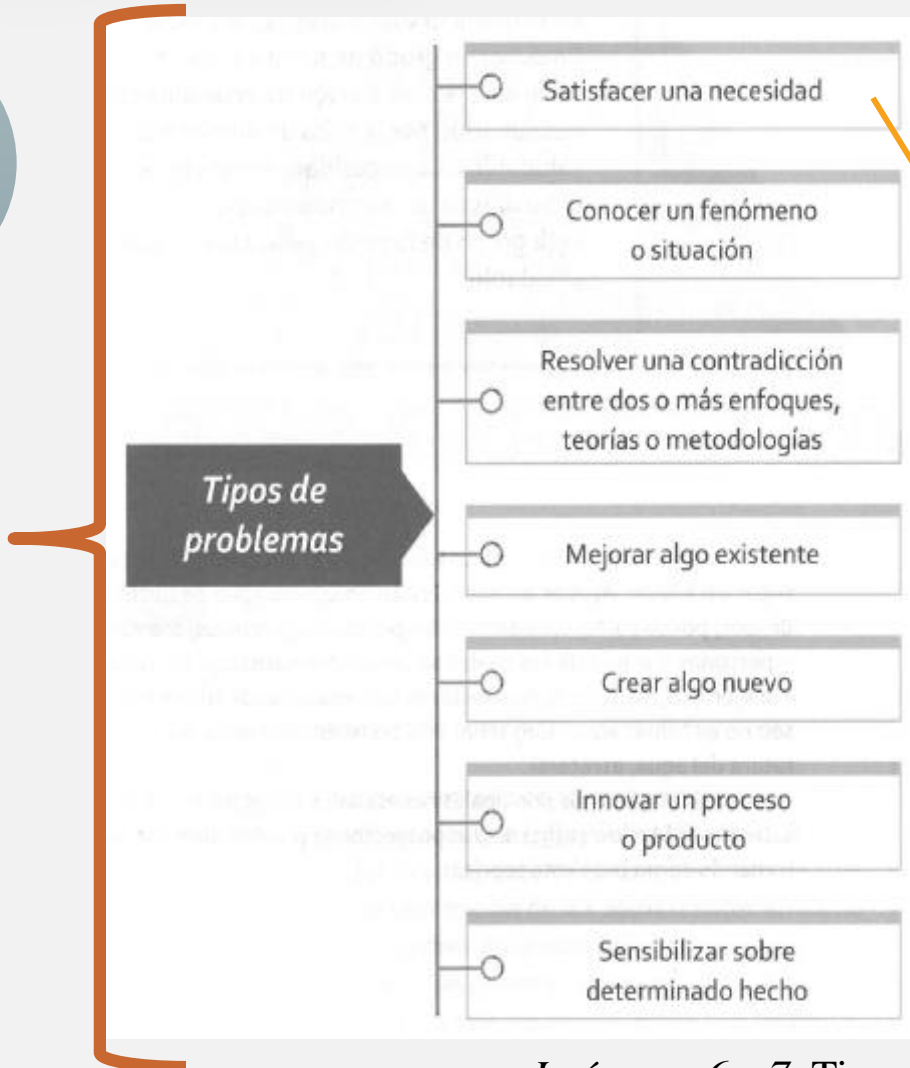 Satisfacer una necesidad
Conocer un fenómeno
o situación
Resolver una contradicción
entre dos o más enfoques,
teorías o metodologías
Tipos de
problemas
Mejorar algo existente
Crear algo nuevo
Innovar un proceso
o producto
Sensibilizar sobre
determinado hecho